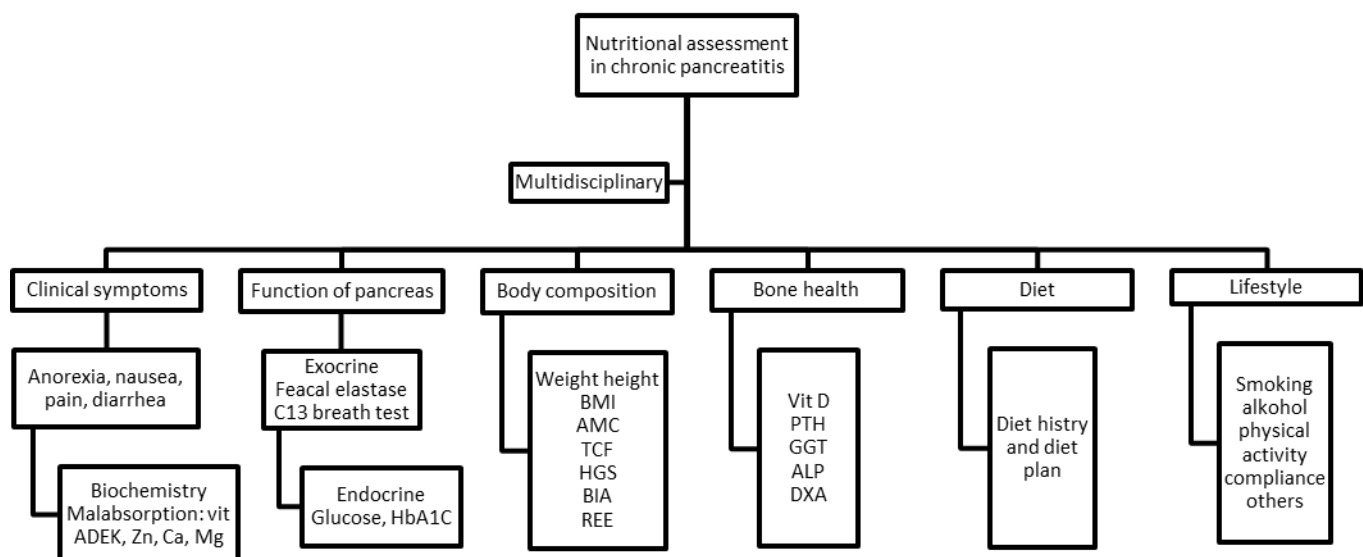 Nutritional assessment
in chronic pancreatitis
Multidisciplinary
Clinical symptoms
Function of pancreas
Body composition
Bone health
Diet
Lifestyle
Anorexia, nausea,
pain, diarrhea
Biochemistry
Malabsorption: vit
ADEK, Zn, Ca, Mg
Exocrine
Feacal elastase
C13 breath test
Endocrine
Glucose, HbA1C
Weight height
BMI
AMC
TCF
HGS
BIA
REE
Vit D
PTH
GGT
ALP
DXA
Diet histry
and diet
plan
Smoking
alkohol
physical
activity
compliance
others